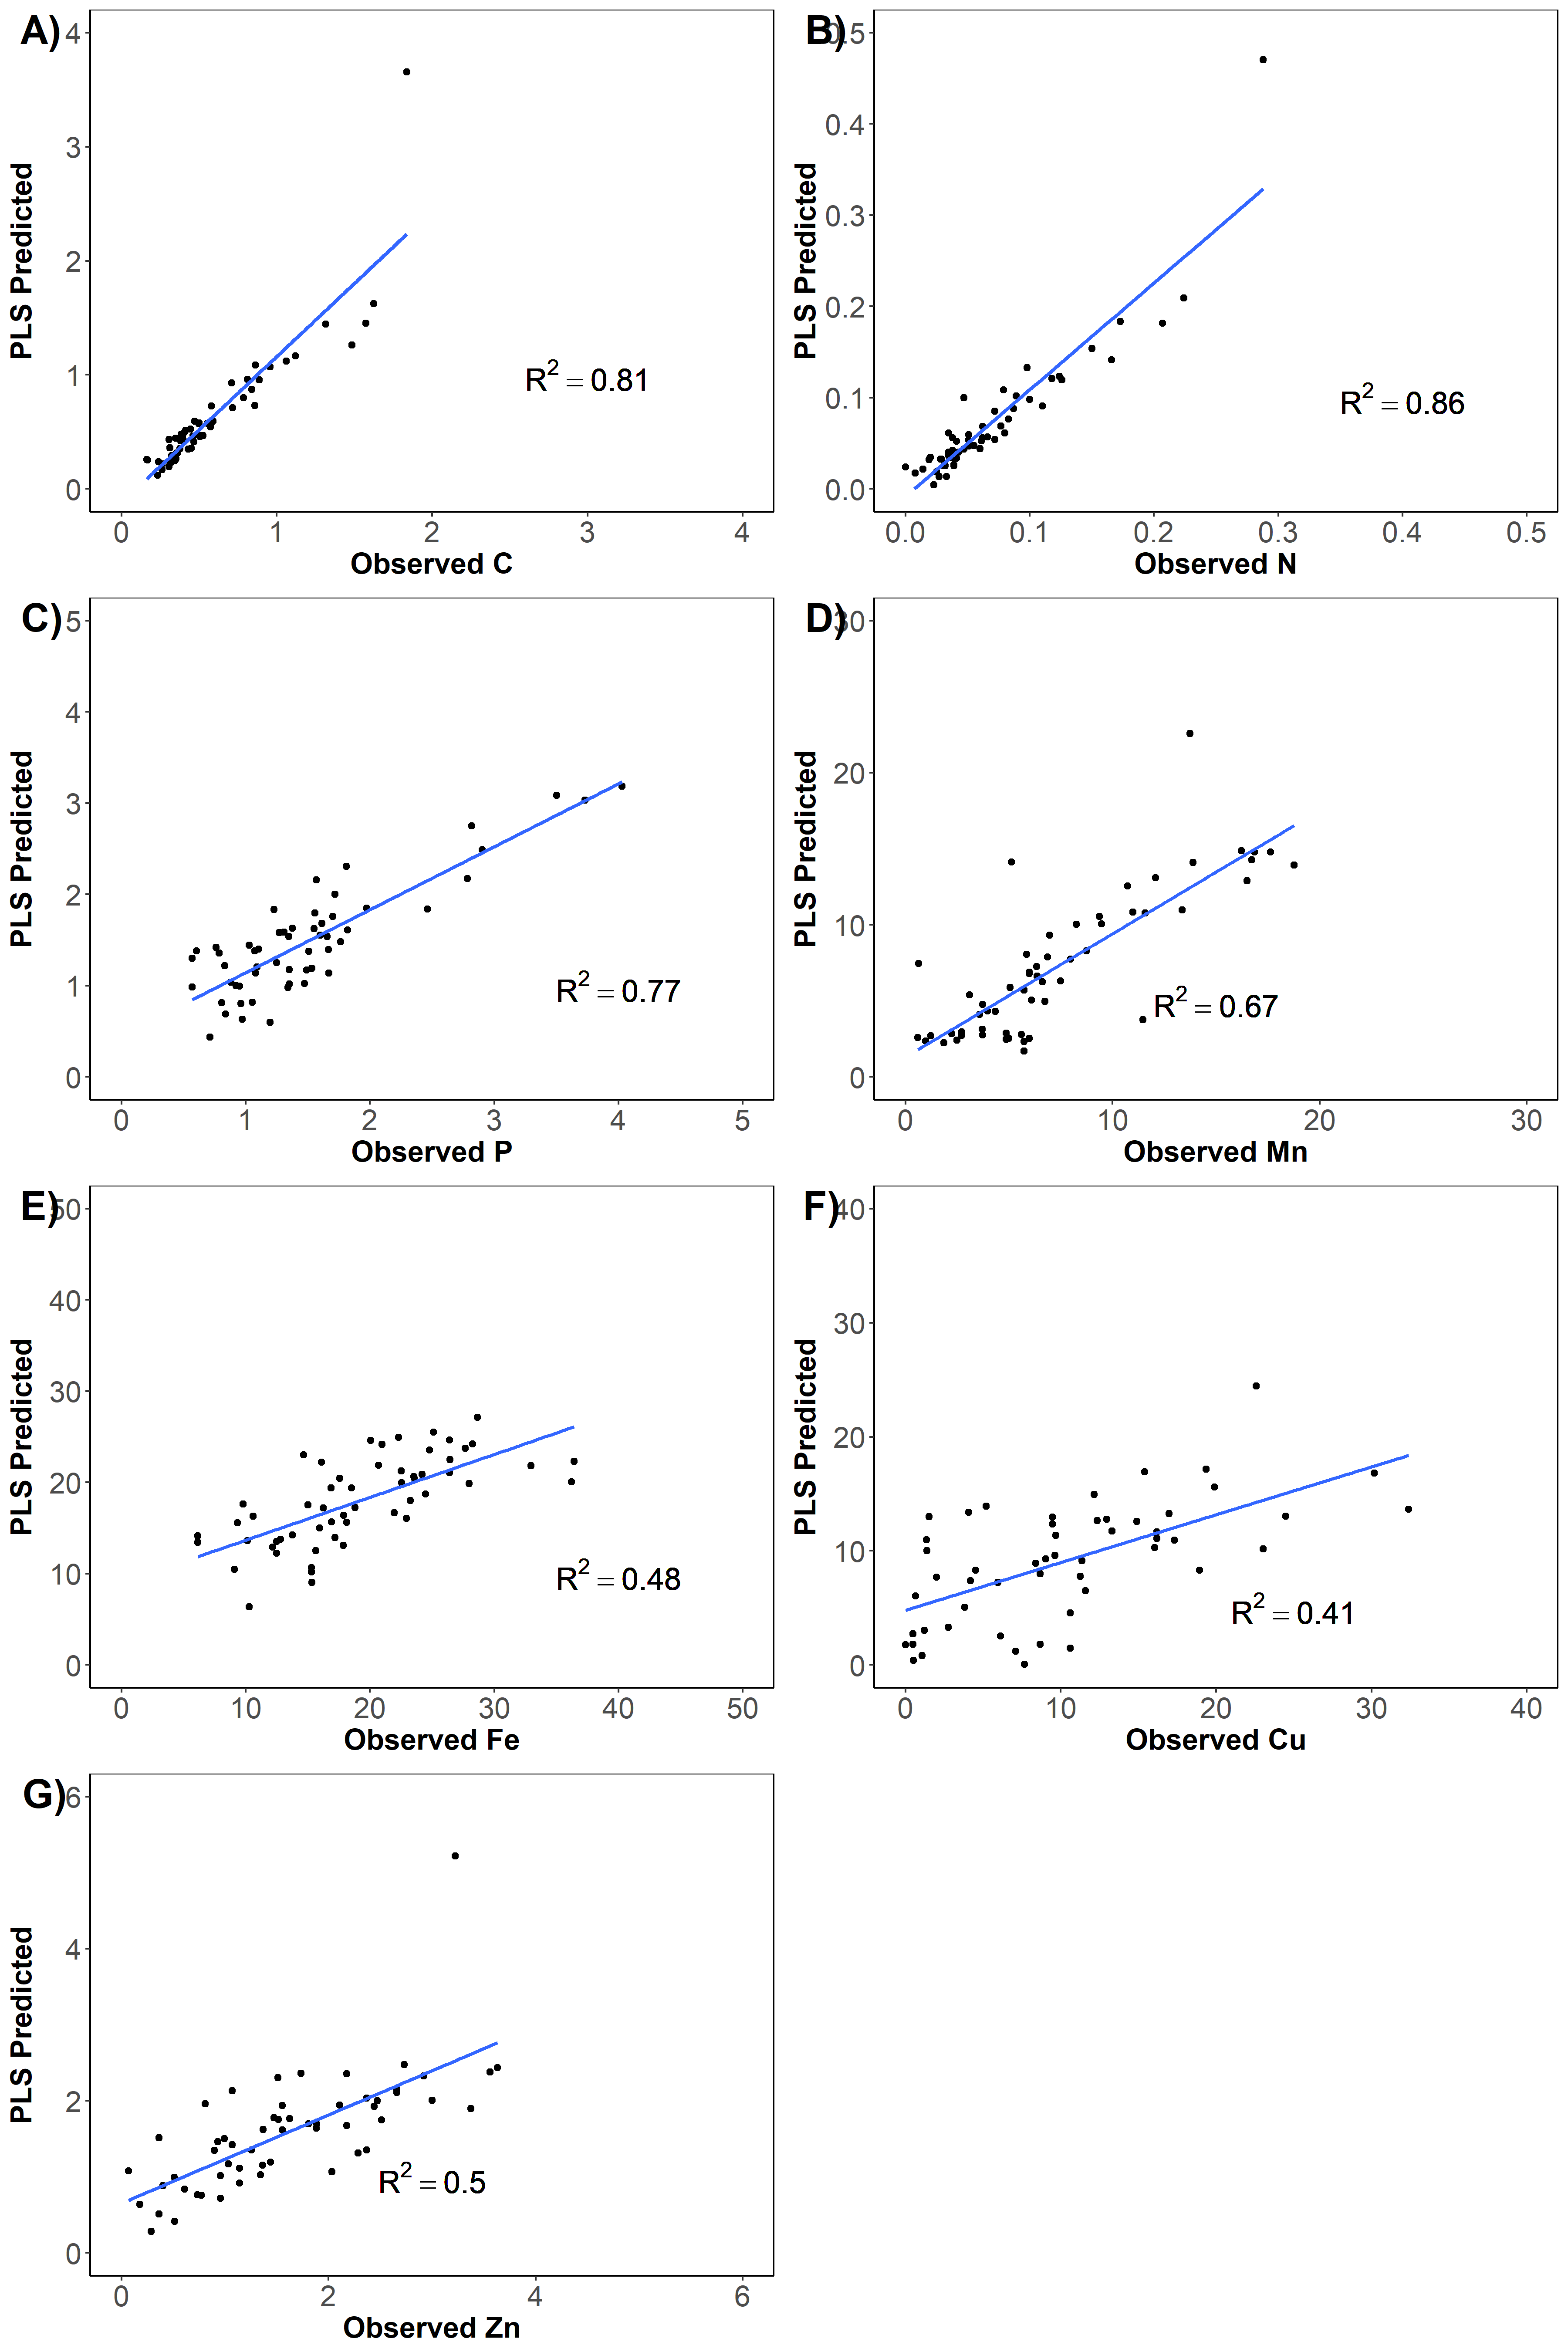 A)
4
3
2
1
0
PLS Predicted
R² = 0.81
0 1 2 3 4
Observed C
B)
0.5
0.4
0.3
0.2
0.1
0.0
PLS Predicted
R² = 0.86
0.0 0.1 0.2 0.3 0.4 0.5
Observed N
C)
5
4
3
2
1
0
PLS Predicted
R² = 0.77
0 1 2 3 4 5
Observed P
D)
30
20
10
0
PLS Predicted
R² = 0.67
0 10 20 30
Observed Mn
E)
50
40
30
20
10
0
PLS Predicted
R² = 0.48
0 10 20 30 40 50
Observed Fe
F)
40
30
20
10
0
PLS Predicted
R² = 0.41
0 10 20 30 40
Observed Cu
G)
6
4
2
0
PLS Predicted
R² = 0.5
0 2 4 6
Observed Zn